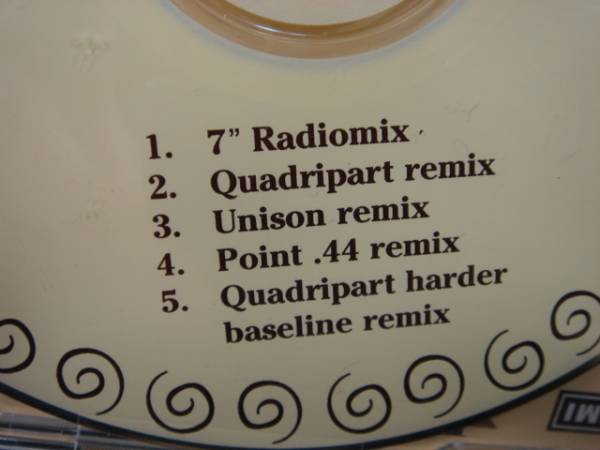 1. 7” Radiomix
2. Quadripart remix
3. Unison remix
4. Point .44 remix
5. Quadripart harder
baseline remix